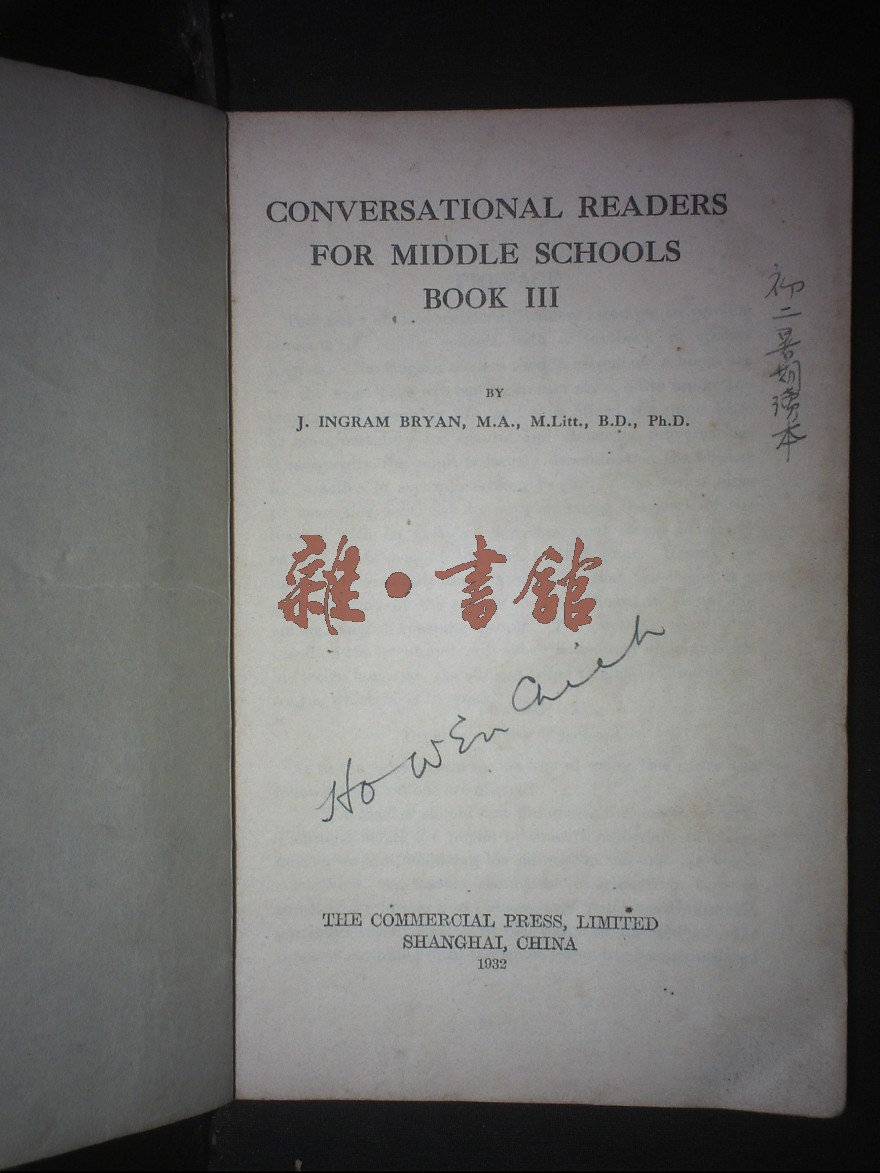 CONVERSATIONAL READERS
FOR MIDDLE SCHOOLS
BOOK III
BY
J. INGRAM BRYAN, M.A., M.Litt., B.D., Ph.D.
初二暑期读本
雜·書館
Ho Wen Chieh
THE COMMERCIAL PRESS, LIMITED
SHANGHAI, CHINA
1932